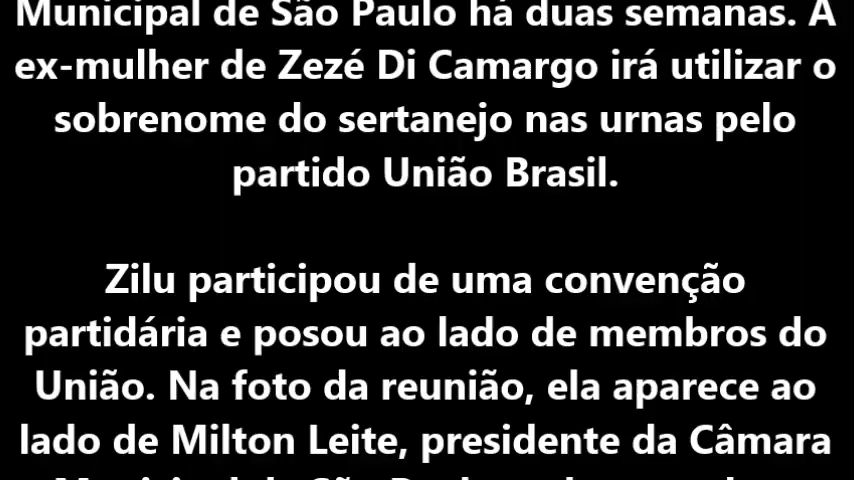 Municipal de São Paulo há duas semanas. A
ex-mulher de Zezé Di Camargo irá utilizar o
sobrenome do sertanejo nas urnas pelo
partido União Brasil.
Zilu participou de uma convenção
partidária e posou ao lado de membros do
União. Na foto da reunião, ela aparece ao
lado de Milton Leite, presidente da Câmara